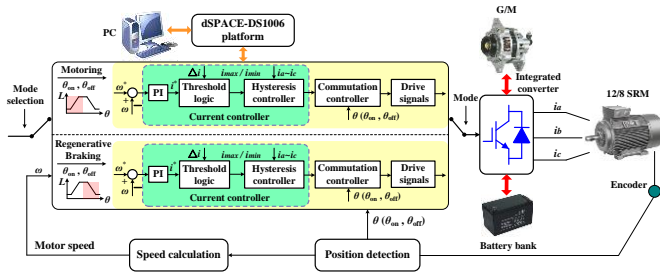 PC
dSPACE-DS1006
platform
G/M
Mode
selection
Motoring
θon , θoff
L
θ
ω*
+
-
ω
PI
i*
Δi
imax / imin
ia~ic
Threshold
logic
Hysteresis
controller
Current controller
Commutation
controller
θ (θon , θoff)
Drive
signals
Mode
Integrated
converter
12/8 SRM
ia
ib
ic
Regenerative
Braking
θon , θoff
L
θ
ω*
+
-
ω
PI
i*
Δi
imax / imin
ia~ic
Threshold
logic
Hysteresis
controller
Current controller
Commutation
controller
θ (θon , θoff)
Drive
signals
ω
Encoder
Battery bank
θ (θon , θoff)
Motor speed
Speed calculation
Position detection